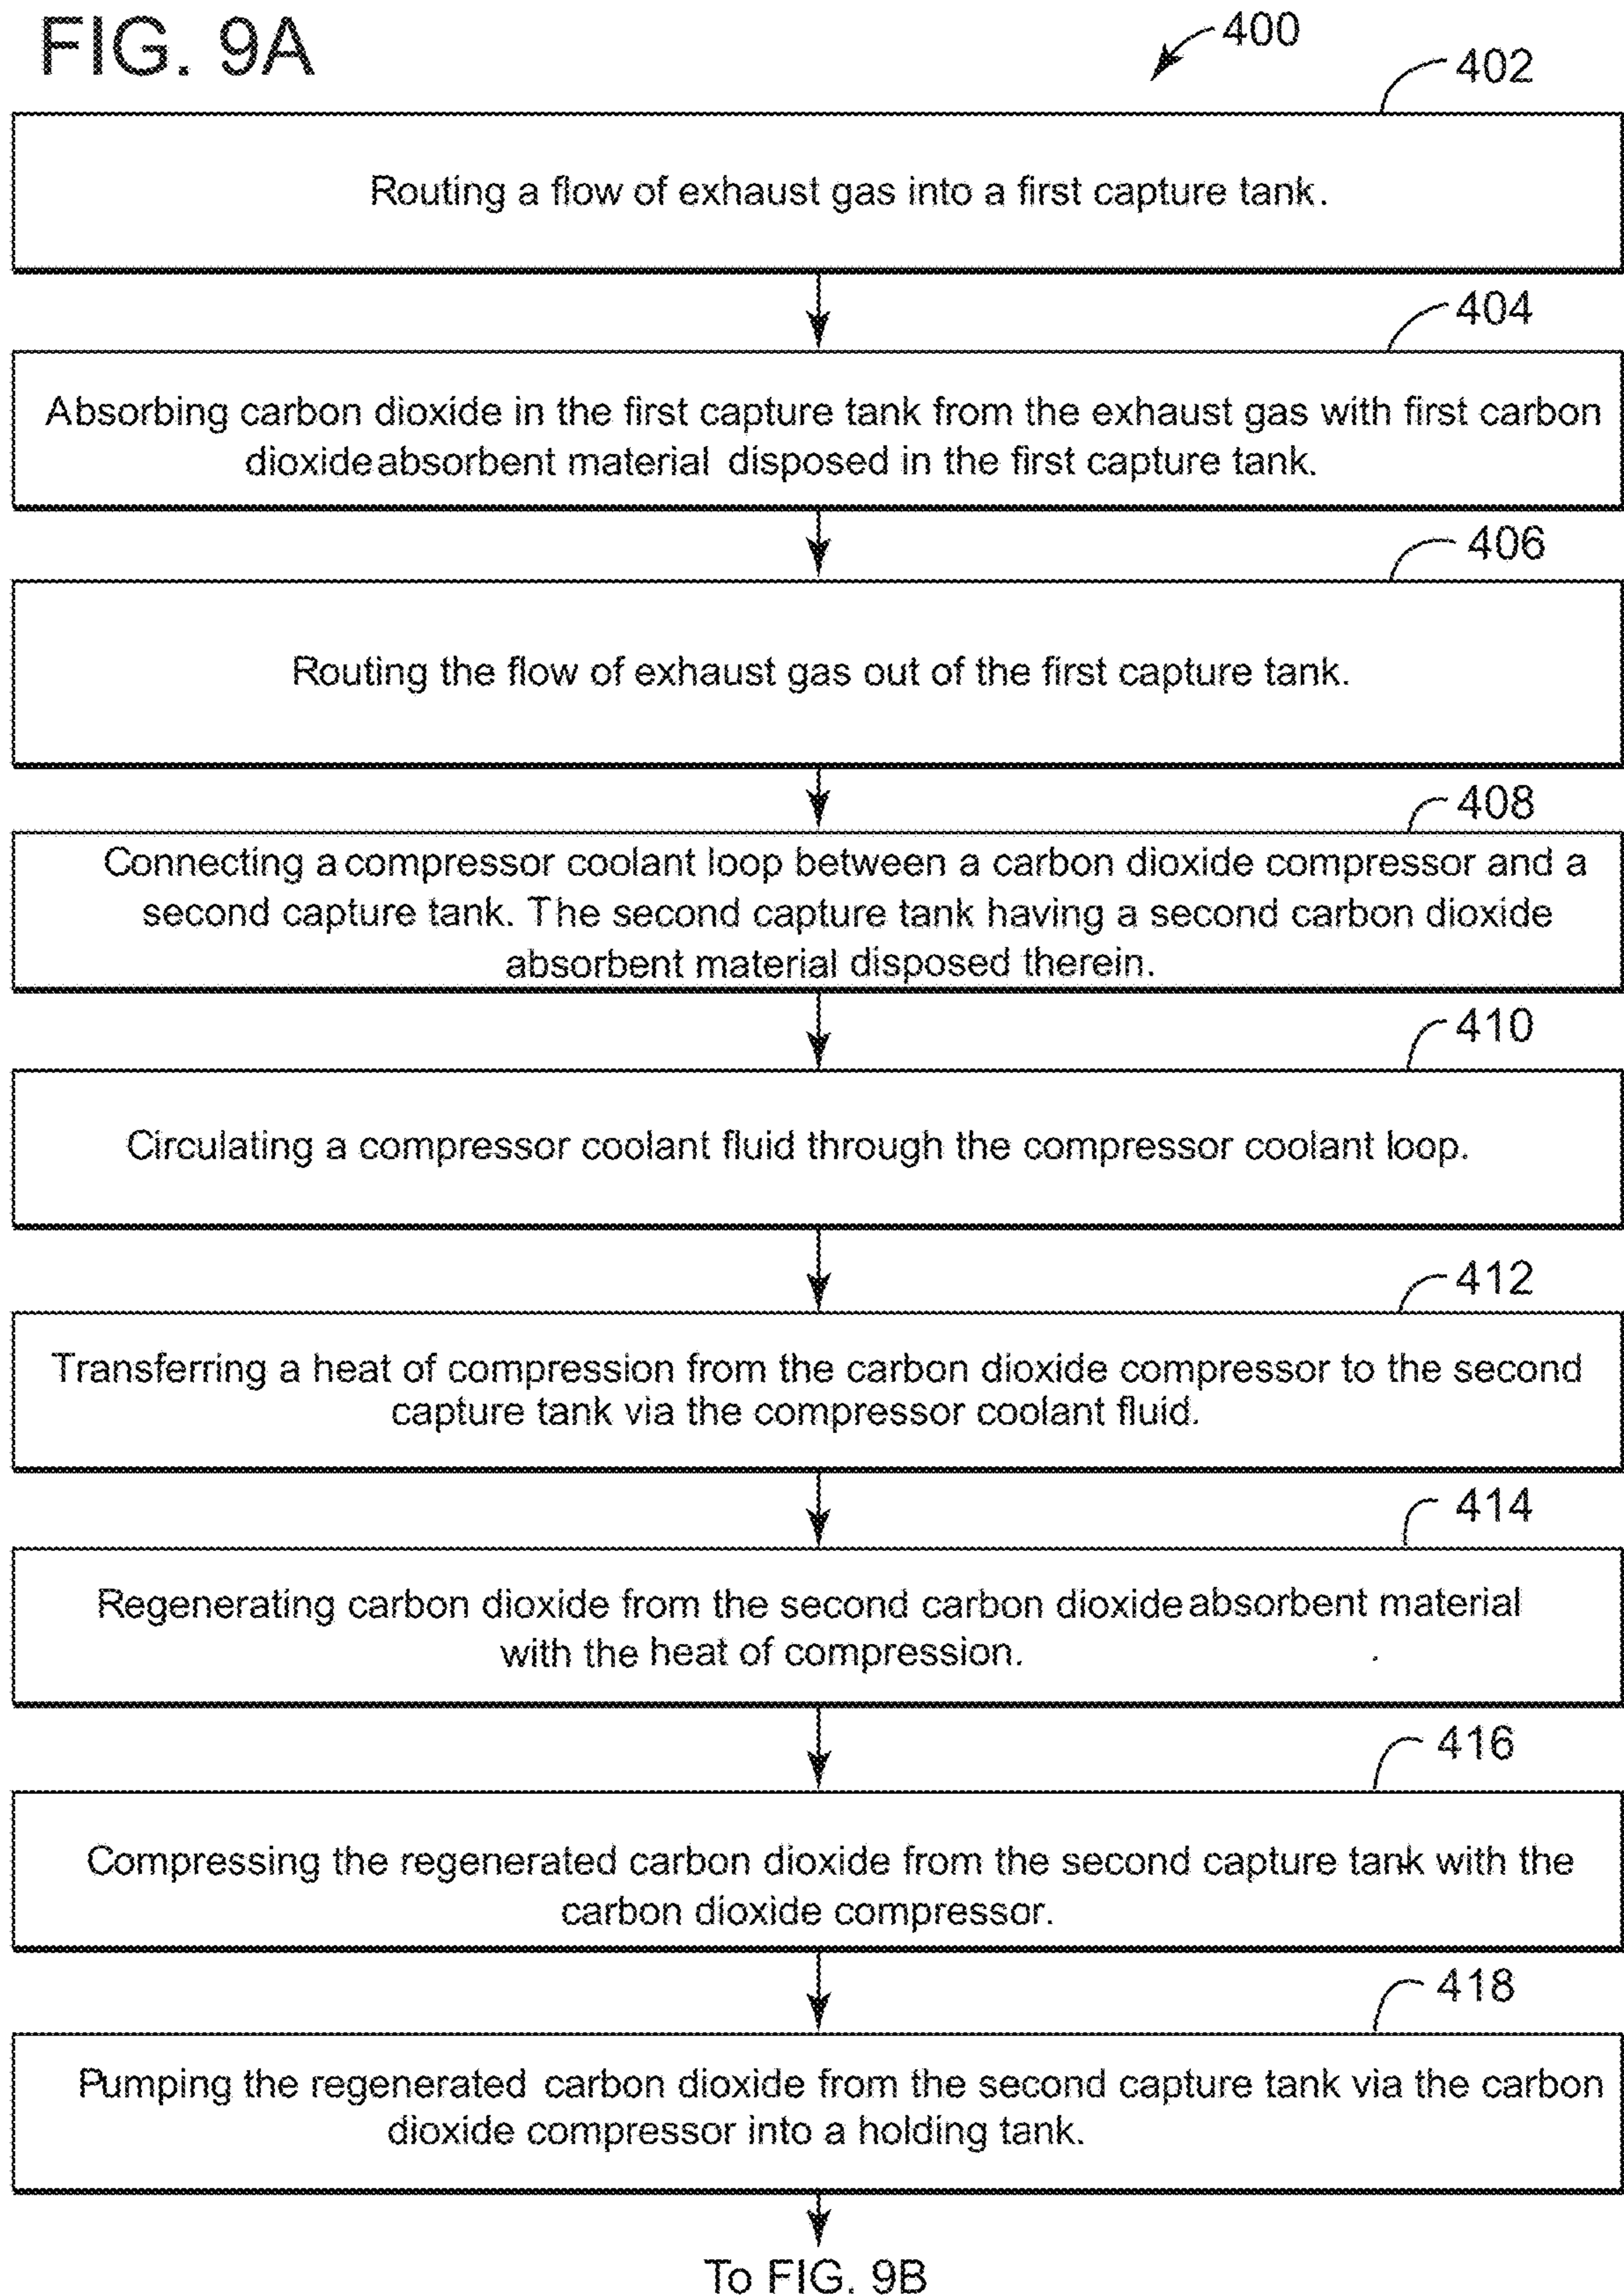 FIG. 9A
400
402
Routing a flow of exhaust gas into a first capture tank.
404
Absorbing carbon dioxide in the first capture tank from the exhaust gas with first carbon
dioxide absorbent material disposed in the first capture tank.
406
Routing the flow of exhaust gas out of the first capture tank.
408
Connecting a compressor coolant loop between a carbon dioxide compressor and a
second capture tank. The second capture tank having a second carbon dioxide
absorbent material disposed therein.
410
Circulating a compressor coolant fluid through the compressor coolant loop.
412
Transferring a heat of compression from the carbon dioxide compressor to the second
capture tank via the compressor coolant fluid.
414
Regenerating carbon dioxide from the second carbon dioxide absorbent material
with the heat of compression.
416
Compressing the regenerated carbon dioxide from the second capture tank with the
carbon dioxide compressor.
418
Pumping the regenerated carbon dioxide from the second capture tank via the carbon
dioxide compressor into a holding tank.
To FIG. 9B